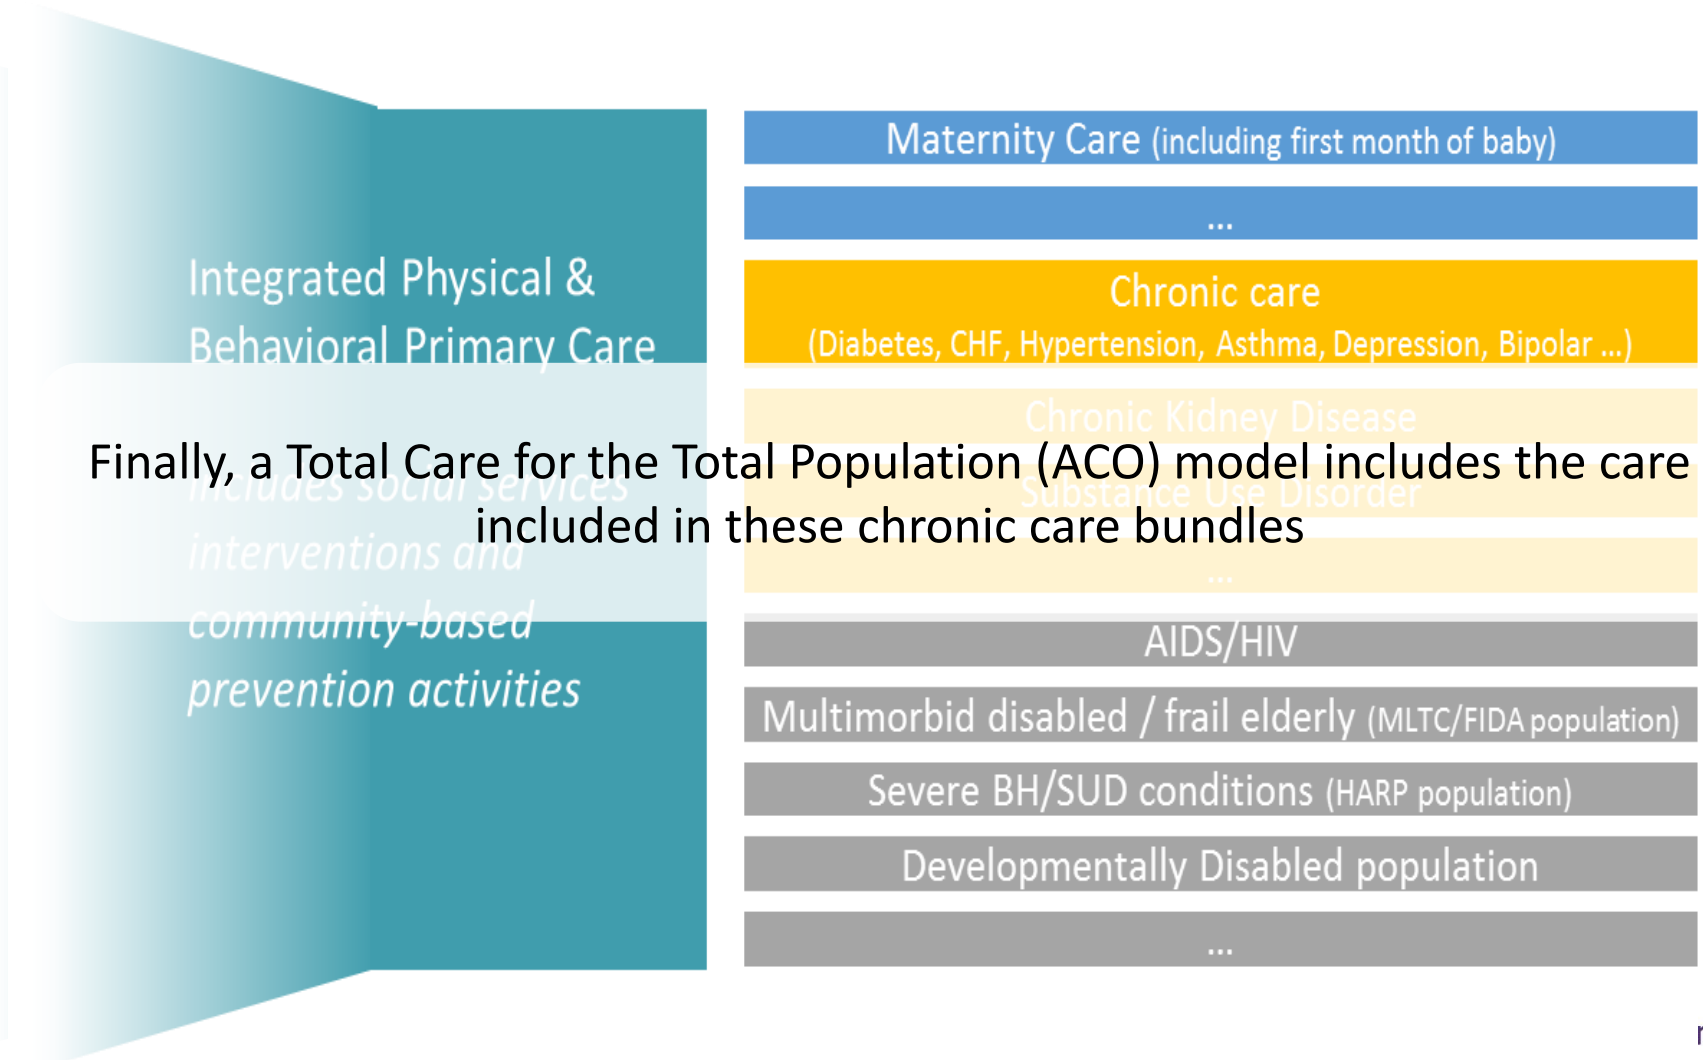 Integrated Physical &
Behavioral Primary Care
Includes social services
interventions and
community-based
prevention activities
Maternity Care (including first month of baby)
...
Chronic care
(Diabetes, CHF, Hypertension, Asthma, Depression, Bipolar ...)
Chronic Kidney Disease
Substance Use Disorder
...
AIDS/HIV
Multimorbid disabled / frail elderly (MLTC/FIDA population)
Severe BH/SUD conditions (HARP population)
Developmentally Disabled population
...
Finally, a Total Care for the Total Population (ACO) model includes the care
included in these chronic care bundles